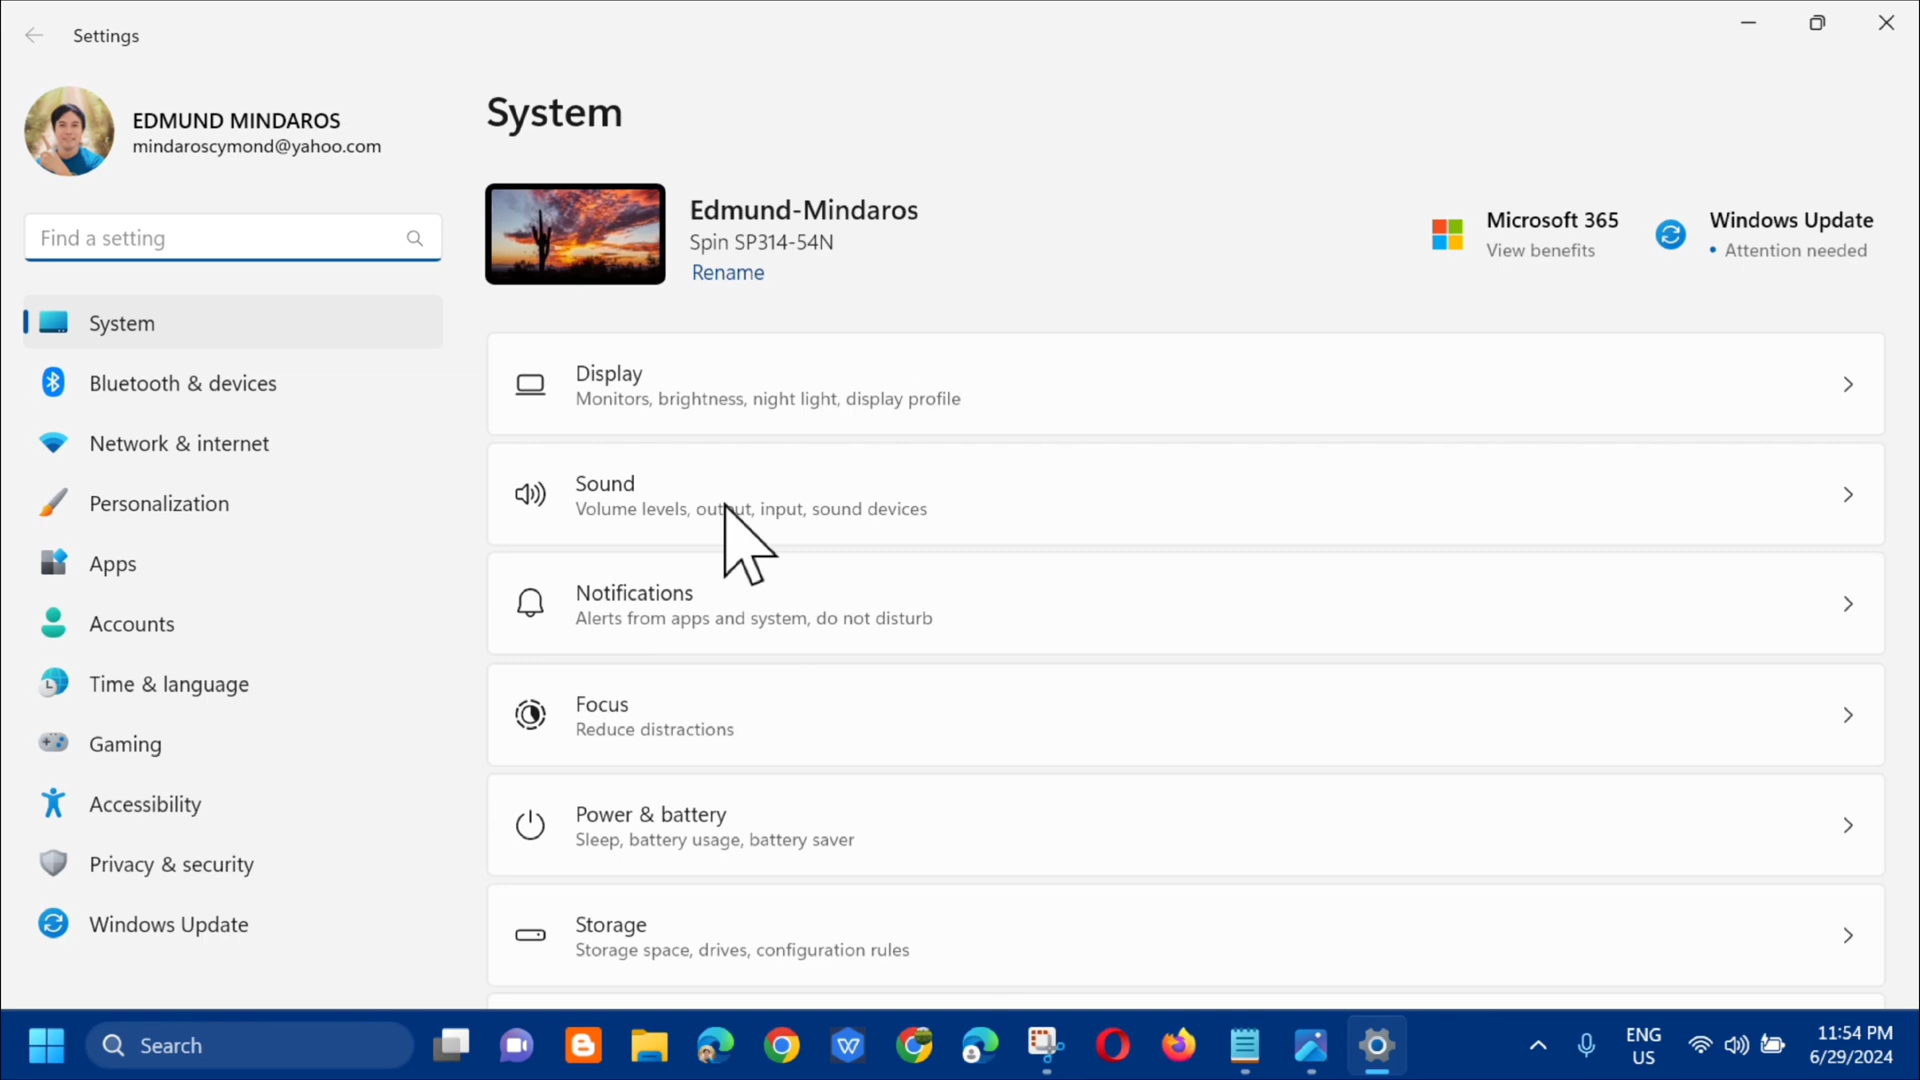 Settings
EDMUND MINDAROS
mindaroscymond@yahoo.com
Find a setting
System
Bluetooth & devices
Network & internet
Personalization
Apps
Accounts
Time & language
Gaming
Accessibility
Privacy & security
Windows Update
System
Edmund-Mindaros
Spin SP314-54N
Rename
Microsoft 365
View benefits
Windows Update
• Attention needed
Display
Monitors, brightness, night light, display profile
Sound
Volume levels, output, input, sound devices
Notifications
Alerts from apps and system, do not disturb
Focus
Reduce distractions
Power & battery
Sleep, battery usage, battery saver
Storage
Storage space, drives, configuration rules
Search
ENG
US
11:54 PM
6/29/2024